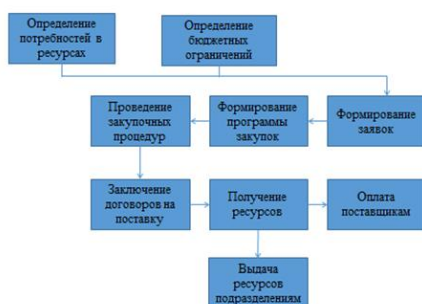 Определение
потребностей в
ресурсах
Определение
бюджетных
ограничений
Проведение
закупочных
процедур
Формирование
программы
закупок
Формирование
заявок
Заключение
договоров на
поставку
Получение
ресурсов
Оплата
поставщикам
Выдача
ресурсов
подразделениям